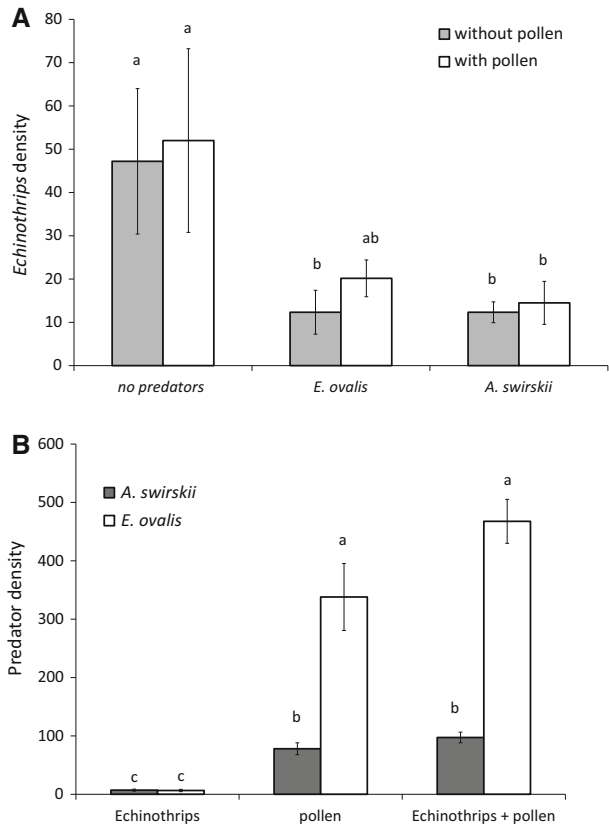 A
80
70
60
50
40
30
20
10
0
Echinothrips density
without pollen
with pollen
a a b ab b b
no predators E. ovalis A. swirskii
B
600
500
400
300
200
100
0
Predator density
A. swirskii
E. ovalis
c c b a b a
Echinothrips pollen Echinothrips + pollen